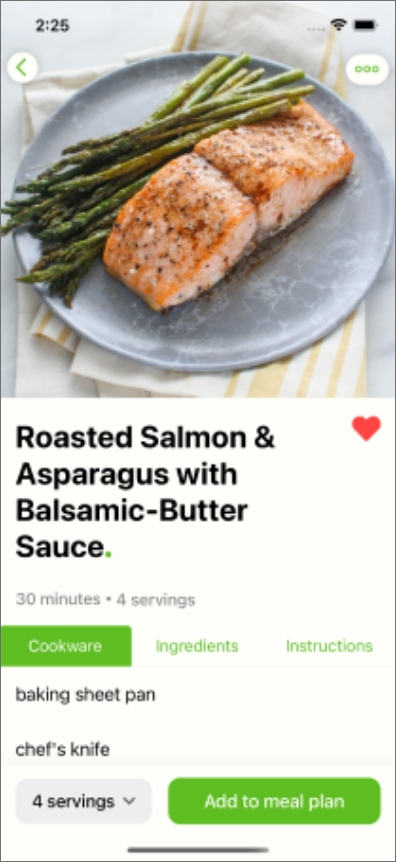 2:25
Roasted Salmon &
Asparagus with
Balsamic-Butter
Sauce.
30 minutes • 4 servings
Cookware Ingredients Instructions
baking sheet pan
chef's knife
4 servings Add to meal plan